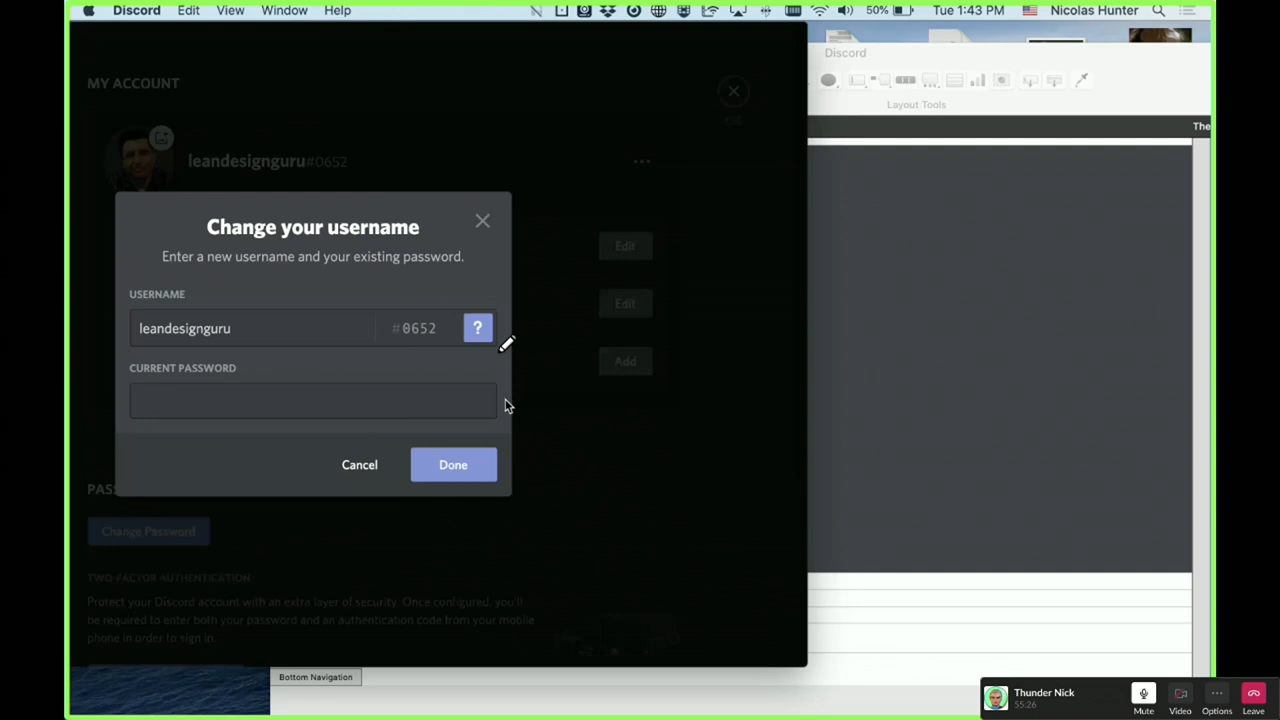 Discord Edit View Window Help 50% Tue 1:43 PM Nicolas Hunter
Discord
Layout Tools
The
MY ACCOUNT
leandesignguru#0652
Edit
Edit
Add
Change your username
Enter a new username and your existing password.
USERNAME
leandesignguru #0652 ?
CURRENT PASSWORD
Cancel Done
PAS
Change Password
TWO-FACTOR AUTHENTICATION
Protect your Discord account with an extra layer of security. Once configured, you'll
be required to enter both your password and an authentication code from your mobile
phone in order to sign in.
Bottom Navigation
Thunder Nick
55:26
Mute Video Options Leave